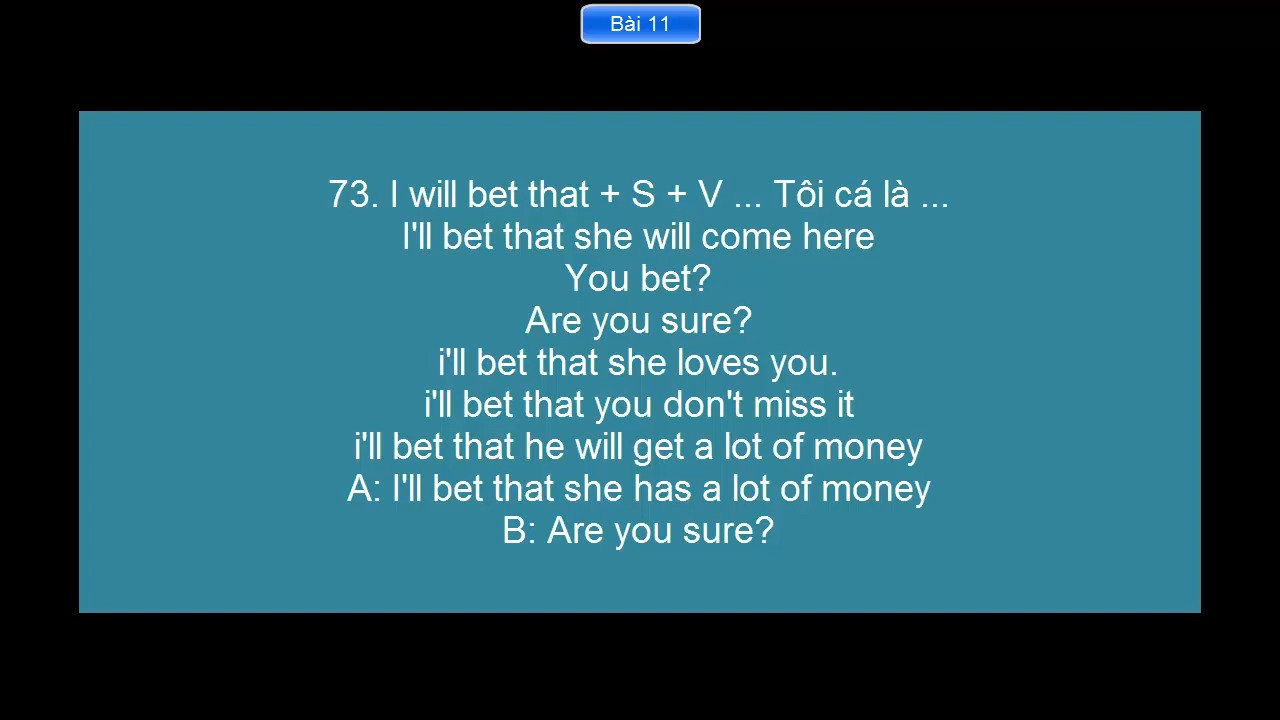 Bài 11
73. I will bet that + S + V ... Tôi cá là ...
I'll bet that she will come here
You bet?
Are you sure?
i'll bet that she loves you.
i'll bet that you don't miss it
i'll bet that he will get a lot of money
A: I'll bet that she has a lot of money
B: Are you sure?